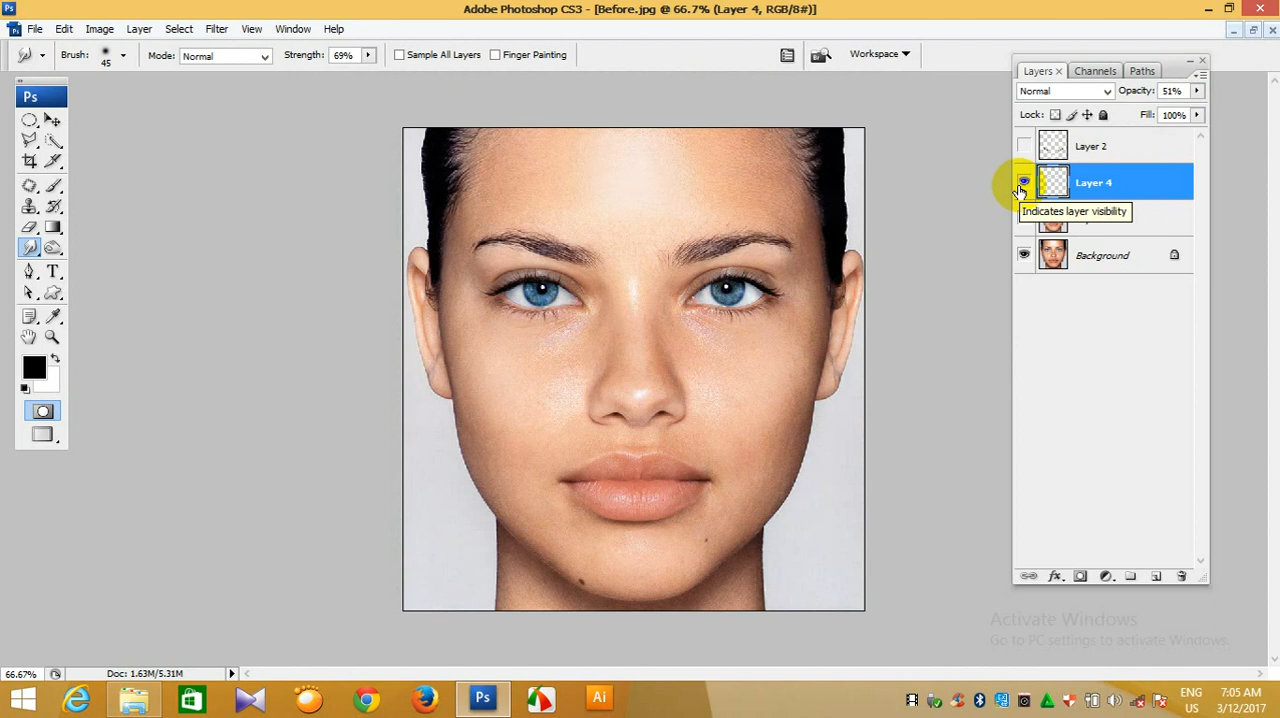 Ps Adobe Photoshop CS3 - [Before.jpg @ 66.7% (Layer 4, RGB/8#)]
File Edit Image Layer Select Filter View Window Help
Brush: 45 Mode: Normal Strength: 69% Sample All Layers Finger Painting Workspace
Ps
Layers x Channels Paths
Normal Opacity: 51%
Lock: Fill: 100%
Layer 2
Layer 4
Indicates layer visibility
Background
T
Activate Windows
Go to PC settings to activate Windows.
66.67% Doc: 1.63M/5.31M
Ps Ai
ENG 7:05 AM
US 3/12/2017